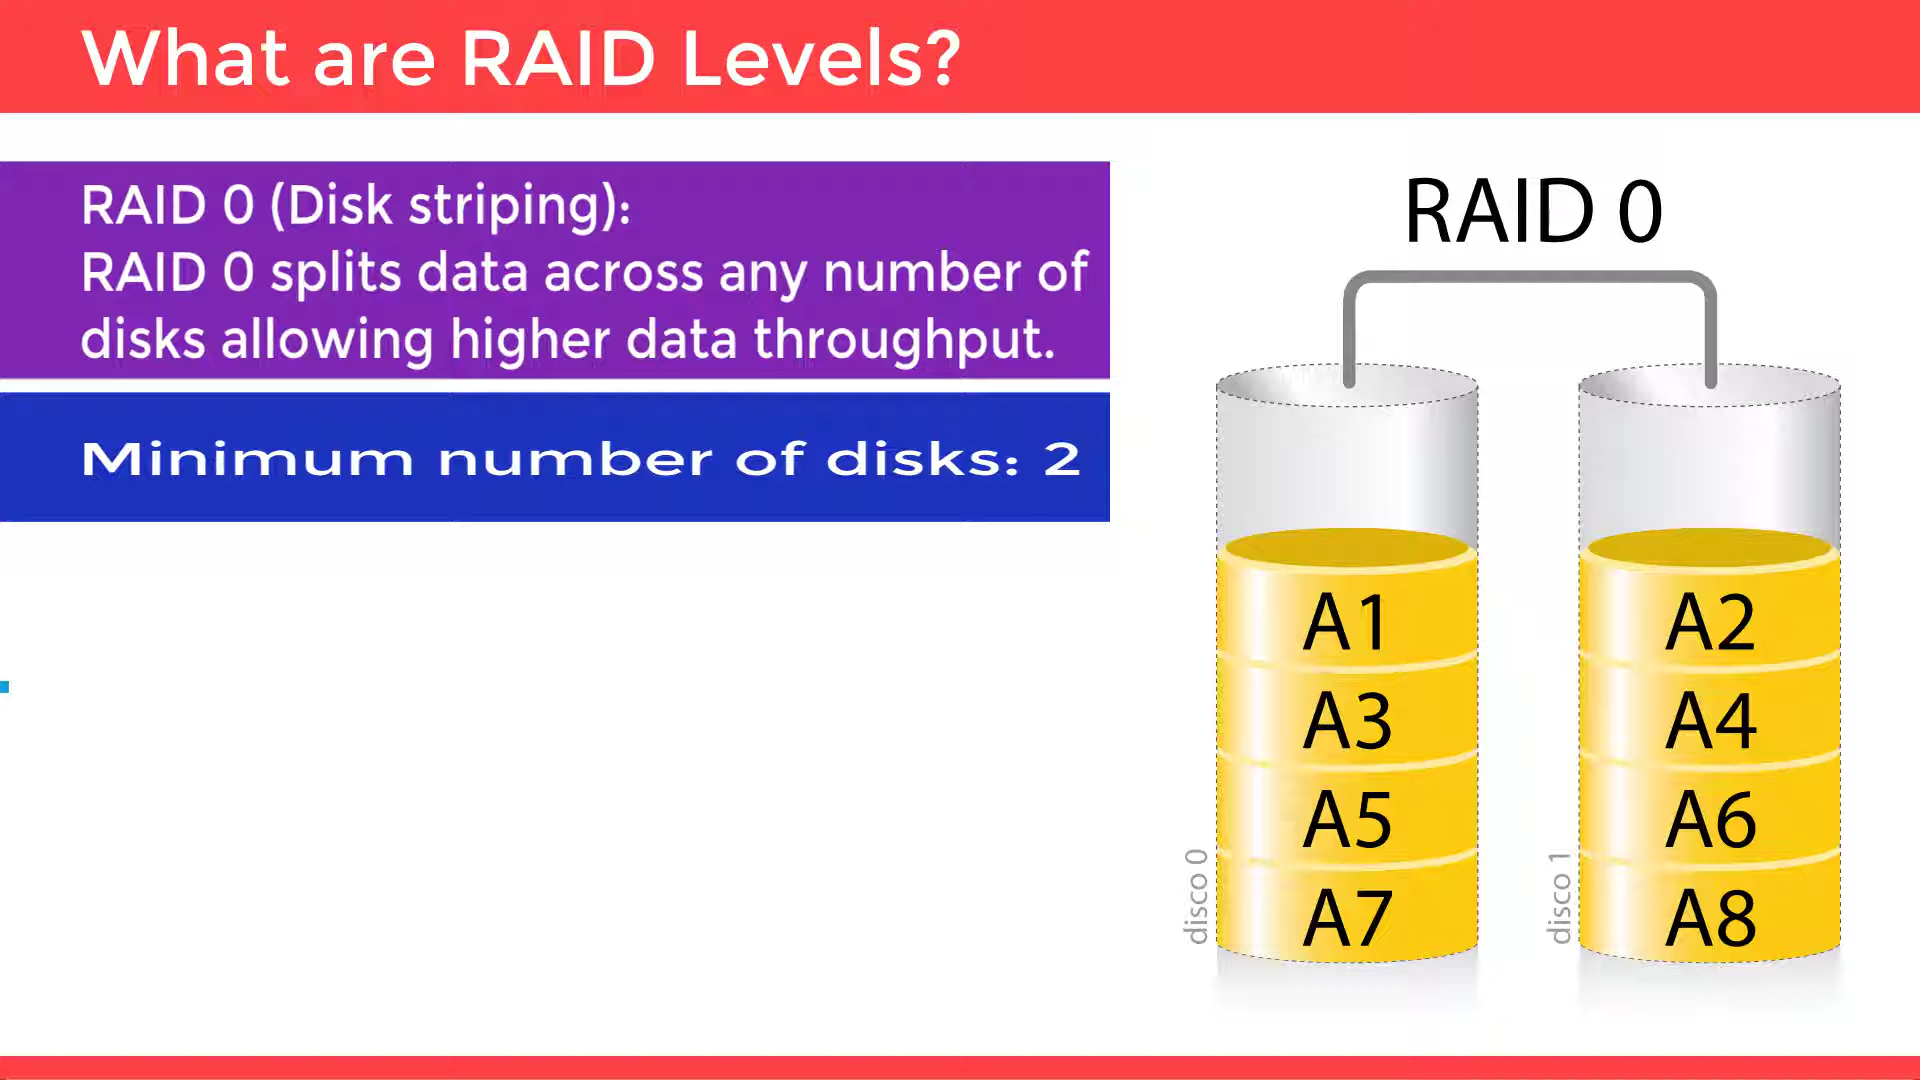 What are RAID Levels?
RAID 0 (Disk striping):
RAID 0 splits data across any number of
disks allowing higher data throughput.
Minimum number of disks: 2
RAID 0
A1
A3
A5
A7
disco 0
A2
A4
A6
A8
disco 1